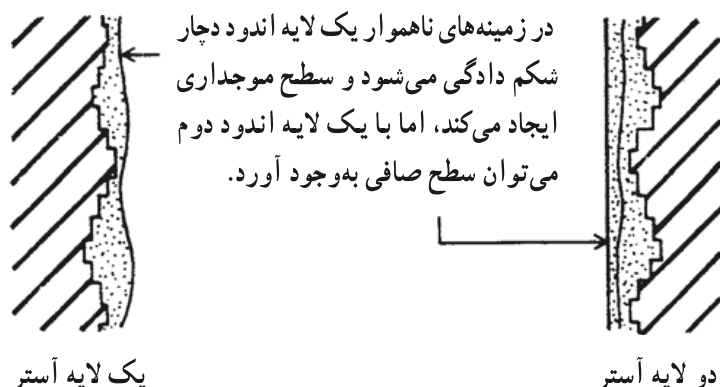 در زمینه‌های ناهموار یک لایه اندود دچار
شکم دادگی می‌شود و سطح موجداری
ایجاد می‌کند، اما با یک لایه اندود دوم
می‌توان سطح صافی به‌وجود آورد.
دو لایه آستر
یک لایه آستر